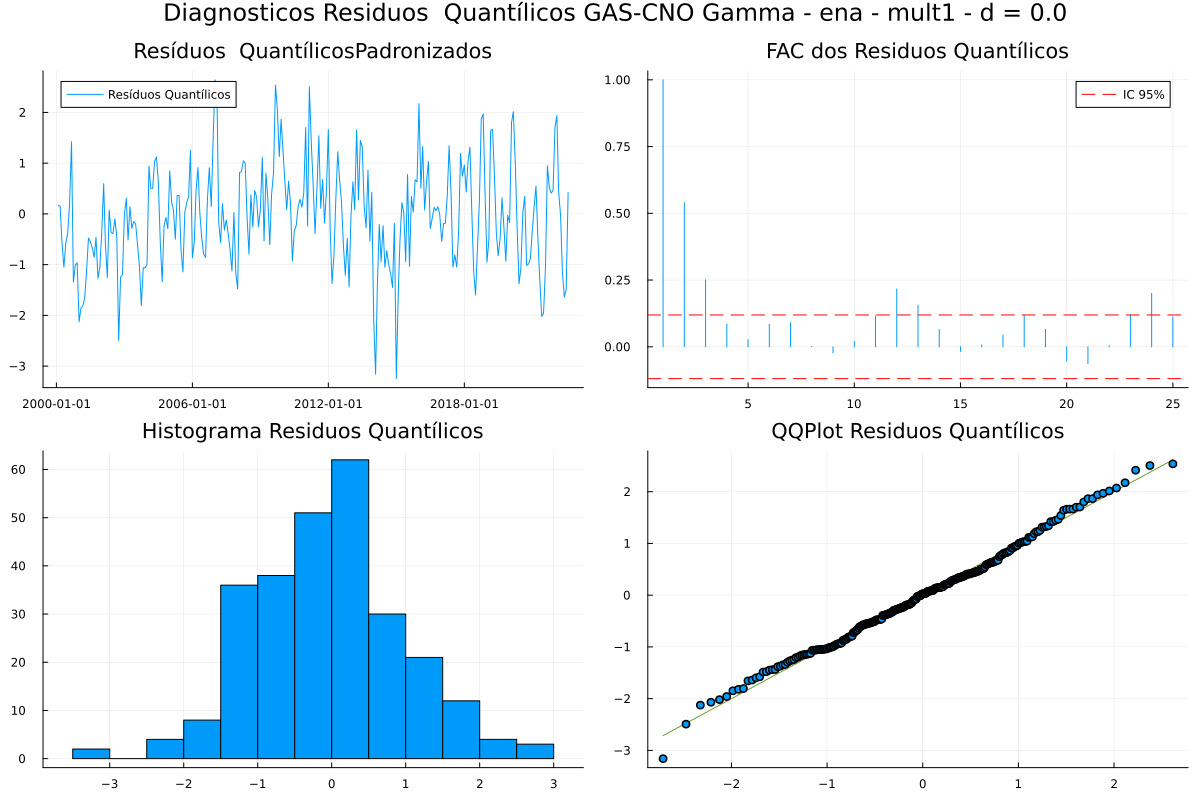 Diagnosticos Residuos  Quantílicos GAS-CNO Gamma - ena - mult1 - d = 0.0
Resíduos  QuantílicosPadronizados
Resíduos Quantílicos
2
1
0
−1
−2
−3
2000-01-01 2006-01-01 2012-01-01 2018-01-01
FAC dos Residuos Quantílicos
IC 95%
1.00
0.75
0.50
0.25
0.00
5 10 15 20 25
Histograma Residuos Quantílicos
60
50
40
30
20
10
0
−3 −2 −1 0 1 2 3
QQPlot Residuos Quantílicos
2
1
0
−1
−2
−3
−2 −1 0 1 2